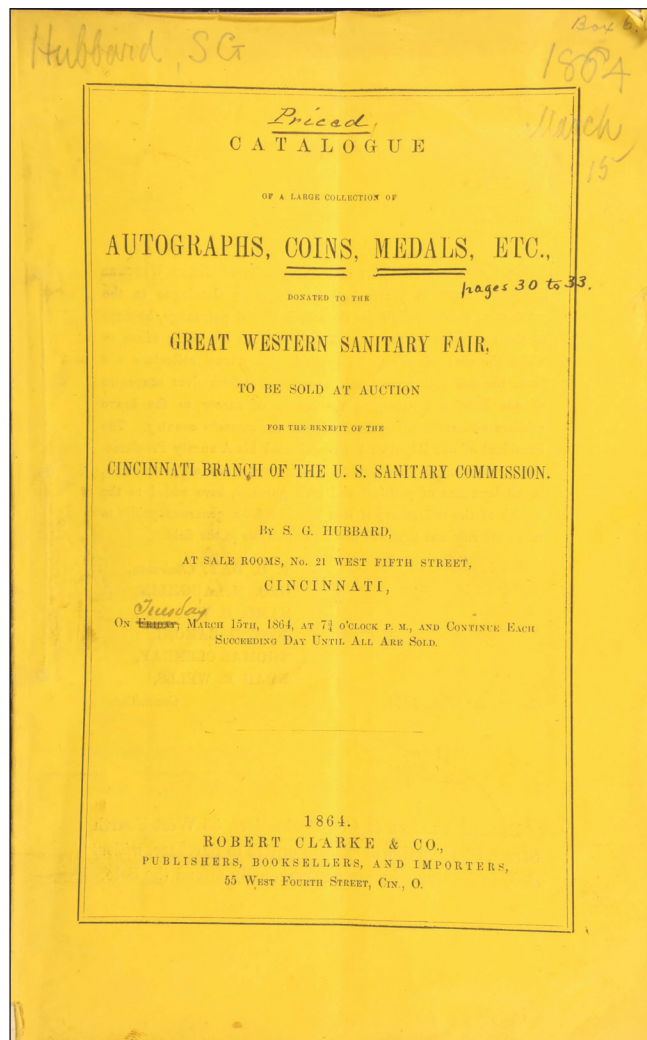 Hubbard, SG
Box 6.
1864
March
15
Priced,
CATALOGUE
OF A LARGE COLLECTION OF
AUTOGRAPHS, COINS, MEDALS, ETC.,
pages 30 to 33.
DONATED TO THE
GREAT WESTERN SANITARY FAIR,
TO BE SOLD AT AUCTION
FOR THE BENEFIT OF THE
CINCINNATI BRANCH OF THE U. S. SANITARY COMMISSION.
BY S. G. HUBBARD,
AT SALE ROOMS, No. 21 WEST FIFTH STREET,
CINCINNATI,
Tuesday
ON FRIDAY, MARCH 15TH, 1864, AT 7¾ O'CLOCK P. M., AND CONTINUE EACH
SUCCEEDING DAY UNTIL ALL ARE SOLD.
1864.
ROBERT CLARKE & CO.,
PUBLISHERS, BOOKSELLERS, AND IMPORTERS,
55 WEST FOURTH STREET, CIN., O.